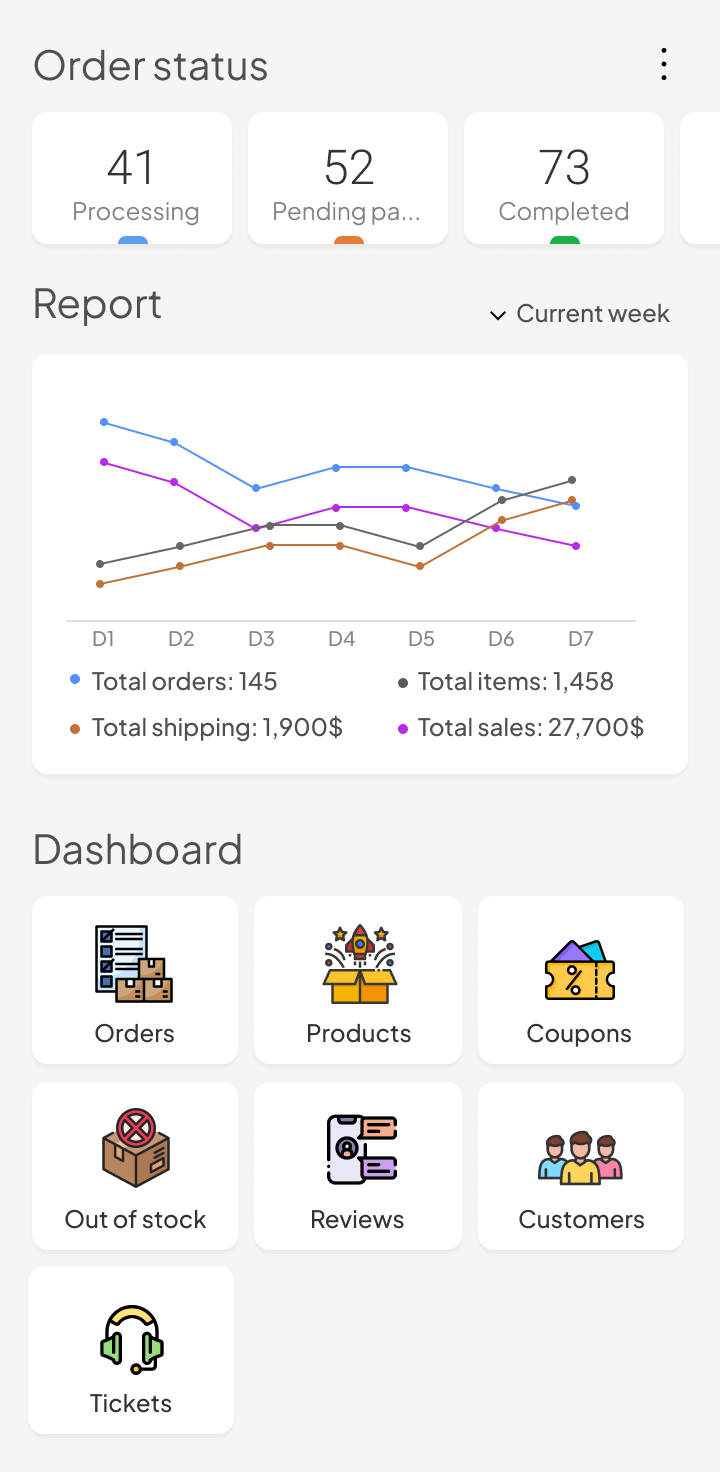 Order status
41 52 73
Processing Pending pa... Completed
Report
Current week
D1 D2 D3 D4 D5 D6 D7
Total orders: 145 Total items: 1,458
Total shipping: 1,900$ Total sales: 27,700$
Dashboard
Orders Products Coupons
Out of stock Reviews Customers
Tickets